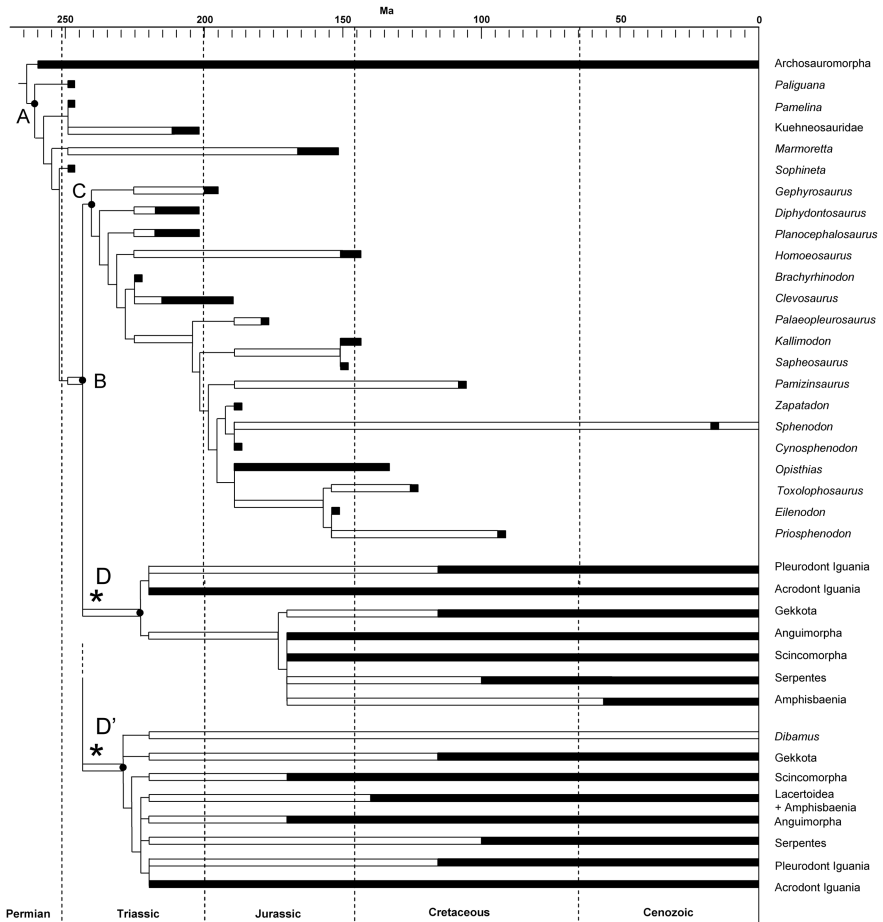 Ma
250 200 150 100 50 0
Archosauromorpha
Paliguana
A
Pamelina
Kuehneosauridae
Marmoretta
Sophineta
C
Gephyrosaurus
Diphydontosaurus
Planocephalosaurus
Homoeosaurus
Brachyrhinodon
Clevosaurus
Palaeopleurosaurus
Kallimodon
Sapheosaurus
B
Pamizinsaurus
Zapatadon
Sphenodon
Cynosphenodon
Opisthias
Toxolophosaurus
Eilenodon
Priosphenodon
D
*
Pleurodont Iguania
Acrodont Iguania
Gekkota
Anguimorpha
Scincomorpha
Serpentes
Amphisbaenia
D’
*
Dibamus
Gekkota
Scincomorpha
Lacertoidea
+ Amphisbaenia
Anguimorpha
Serpentes
Pleurodont Iguania
Acrodont Iguania
Permian Triassic Jurassic Cretaceous Cenozoic